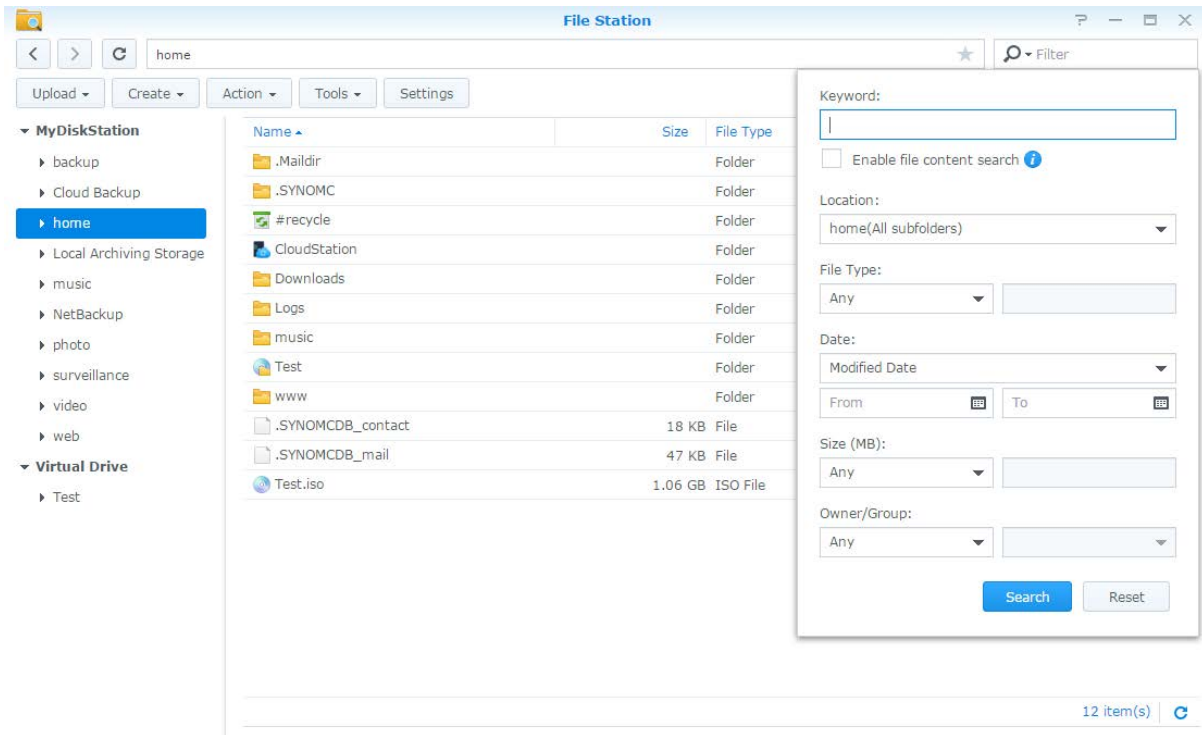 File Station
home
Filter
Upload Create Action Tools Settings
MyDiskStation
backup
Cloud Backup
home
Local Archiving Storage
music
NetBackup
photo
surveillance
video
web
Virtual Drive
Test
Name Size File Type
.Maildir Folder
.SYNOMC Folder
#recycle Folder
CloudStation Folder
Downloads Folder
Logs Folder
music Folder
Test Folder
www Folder
.SYNOMCDB_contact 18 KB File
.SYNOMCDB_mail 47 KB File
Test.iso 1.06 GB ISO File
Keyword:
Enable file content search
Location:
home(All subfolders)
File Type:
Any
Date:
Modified Date
From To
Size (MB):
Any
Owner/Group:
Any
Search Reset
12 item(s)